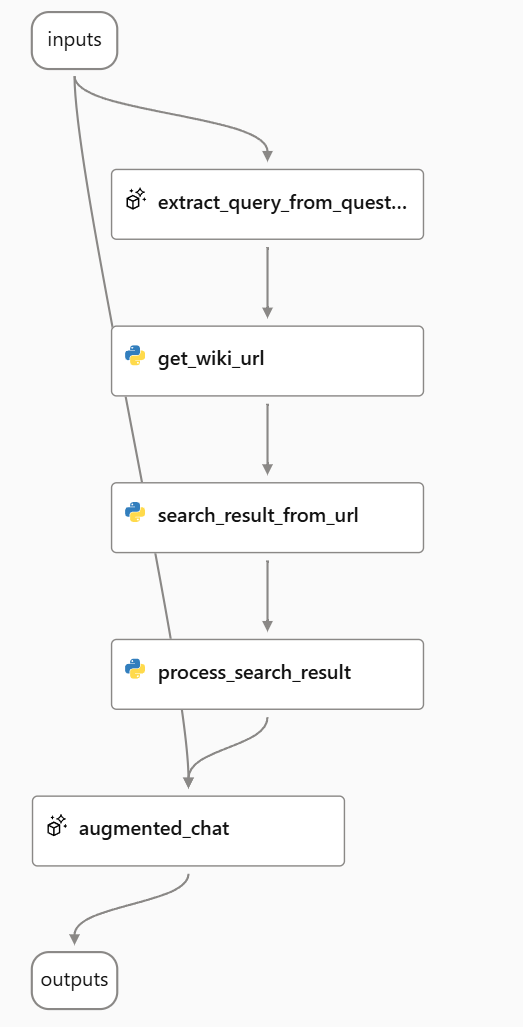 inputs
extract_query_from_quest...
get_wiki_url
search_result_from_url
process_search_result
augmented_chat
outputs